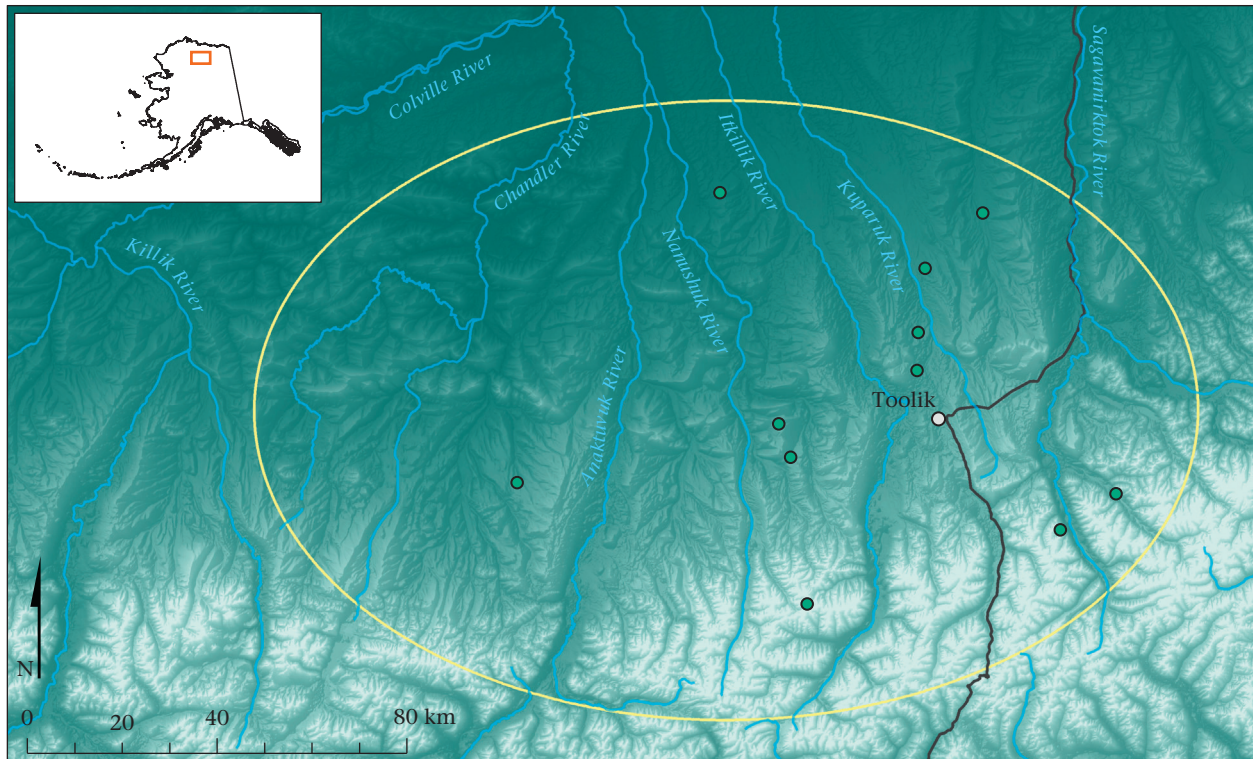 Colville River
Chandler River
Itkillik River
Sagavanirktok River
Killik River
Nanushuk River
Kuparuk River
Anaktuvuk River
Toolik
N
0
20
40
80 km